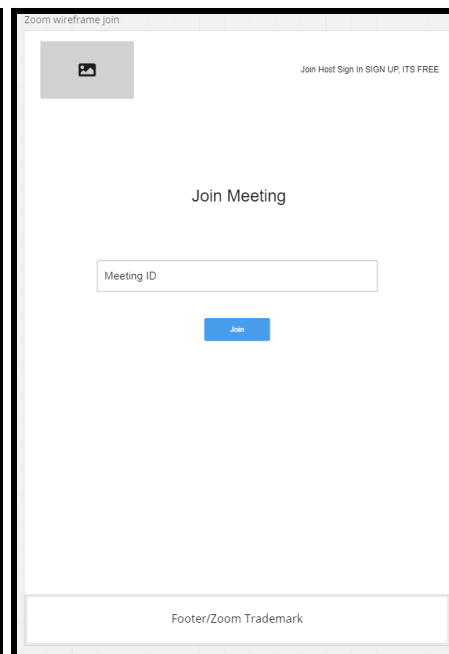 Zoom wireframe join
Join Host Sign In SIGN UP, ITS FREE
Join Meeting
Meeting ID
Join
Footer/Zoom Trademark